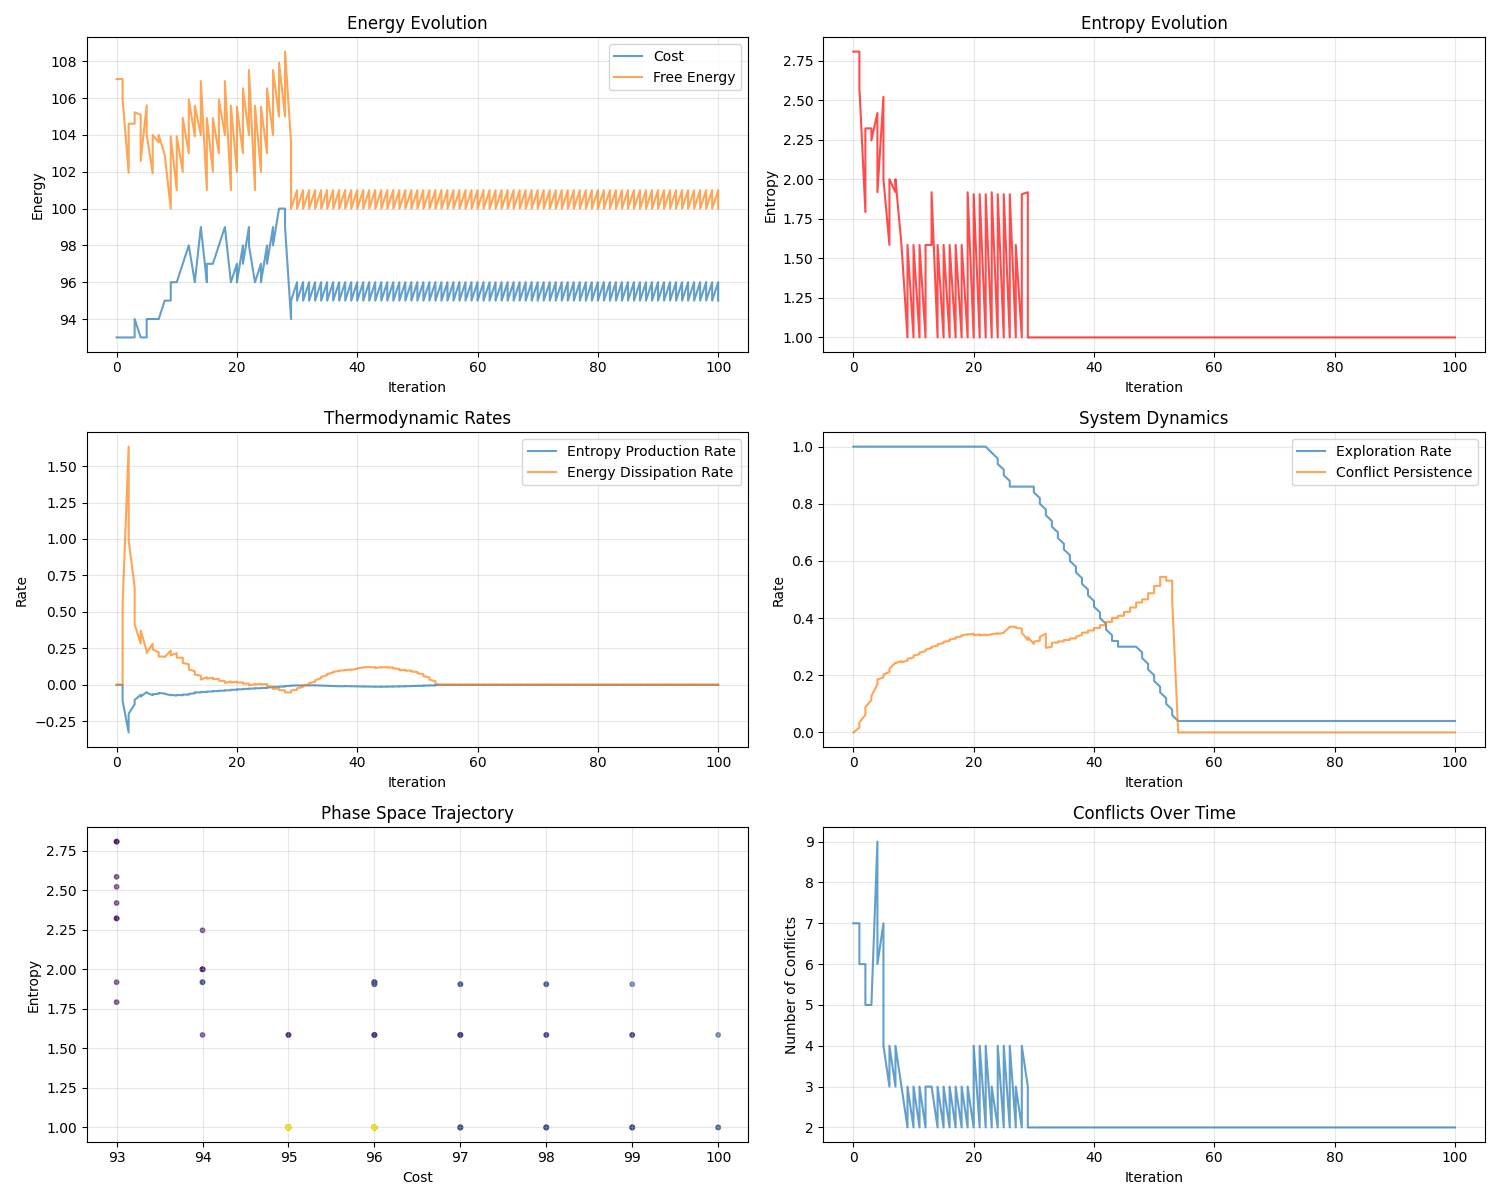 Energy Evolution
Cost
Free Energy
108
106
104
102
100
98
96
94
Energy
0 20 40 60 80 100
Iteration
Entropy Evolution
2.75
2.50
2.25
2.00
1.75
1.50
1.25
1.00
Entropy
0 20 40 60 80 100
Iteration
Thermodynamic Rates
Entropy Production Rate
Energy Dissipation Rate
1.50
1.25
1.00
0.75
0.50
0.25
0.00
−0.25
Rate
0 20 40 60 80 100
Iteration
System Dynamics
Exploration Rate
Conflict Persistence
1.0
0.8
0.6
0.4
0.2
0.0
Rate
0 20 40 60 80 100
Iteration
Phase Space Trajectory
2.75
2.50
2.25
2.00
1.75
1.50
1.25
1.00
Entropy
93 94 95 96 97 98 99 100
Cost
Conflicts Over Time
9
8
7
6
5
4
3
2
Number of Conflicts
0 20 40 60 80 100
Iteration